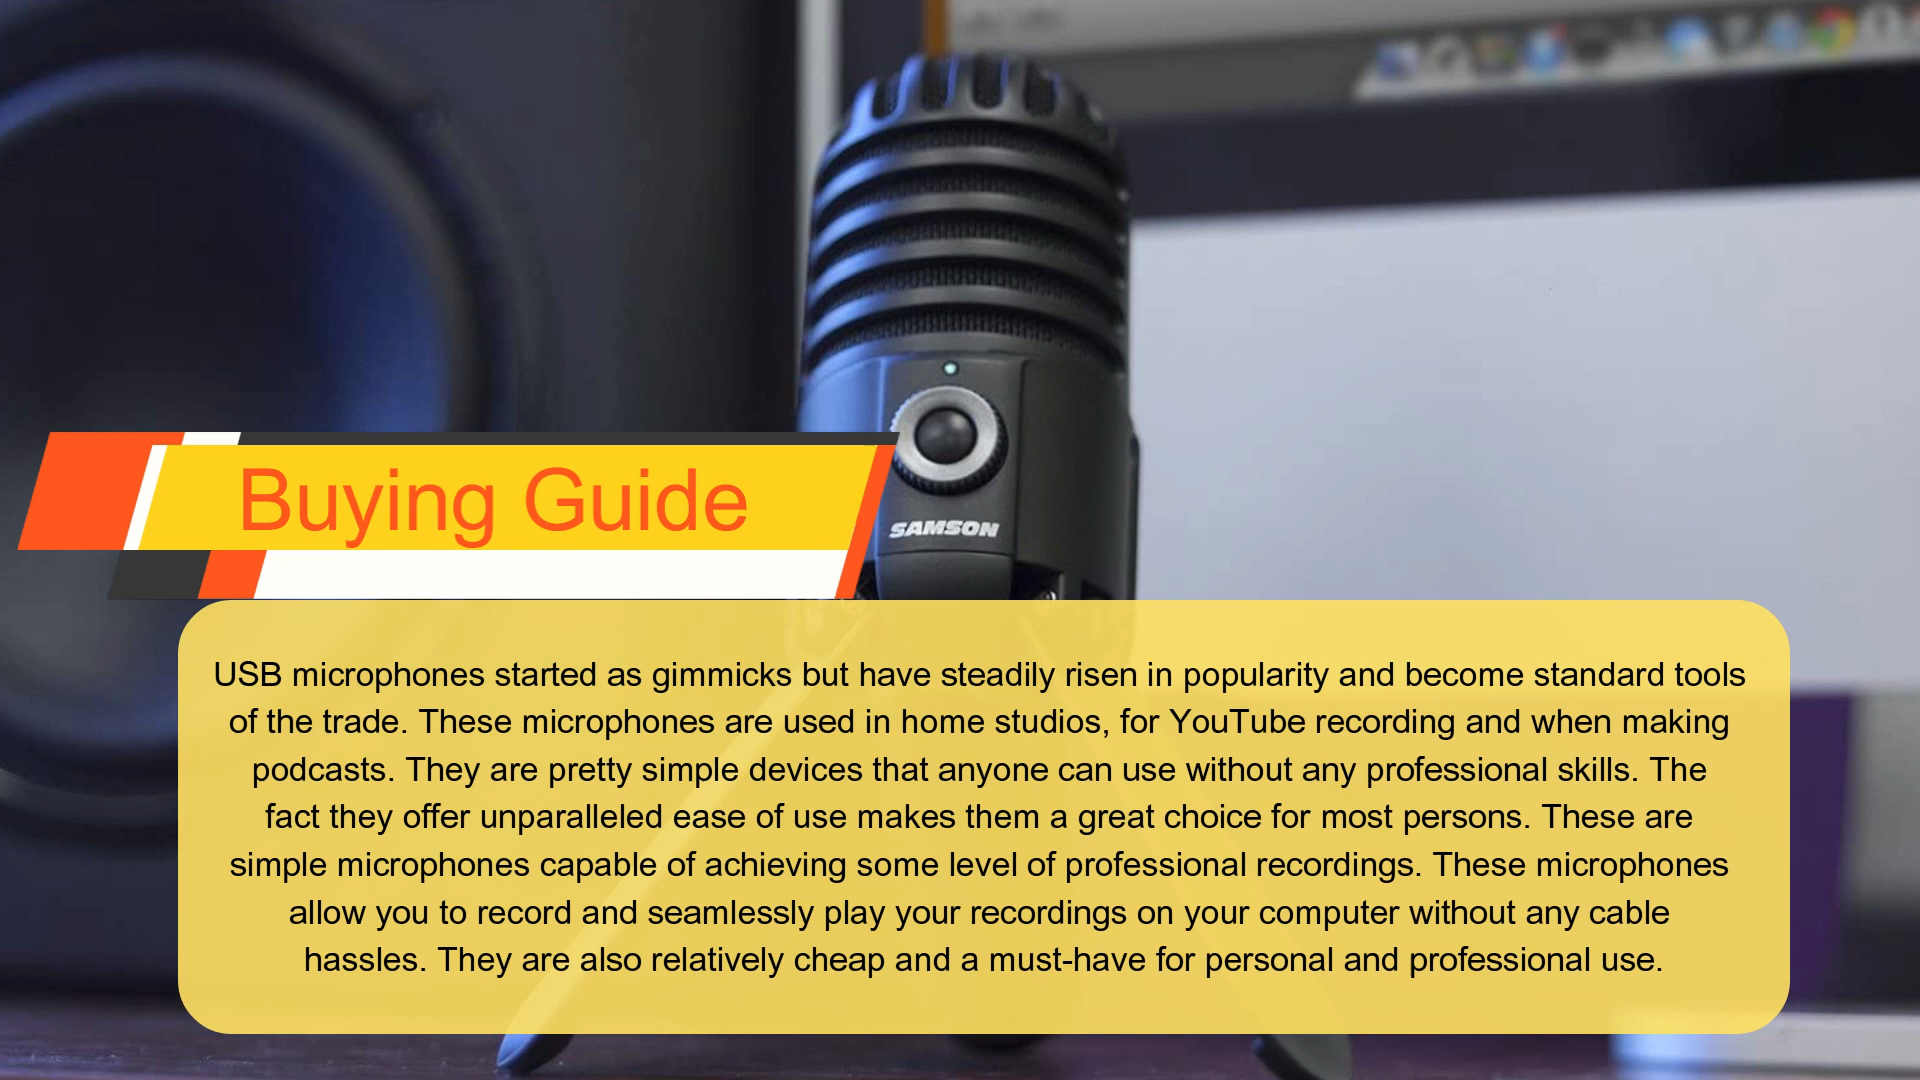 Buying Guide
SAMSON
USB microphones started as gimmicks but have steadily risen in popularity and become standard tools
of the trade. These microphones are used in home studios, for YouTube recording and when making
podcasts. They are pretty simple devices that anyone can use without any professional skills. The
fact they offer unparalleled ease of use makes them a great choice for most persons. These are
simple microphones capable of achieving some level of professional recordings. These microphones
allow you to record and seamlessly play your recordings on your computer without any cable
hassles. They are also relatively cheap and a must-have for personal and professional use.